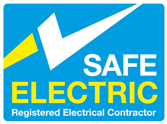 SAFE
ELECTRIC
Registered Electrical Contractor